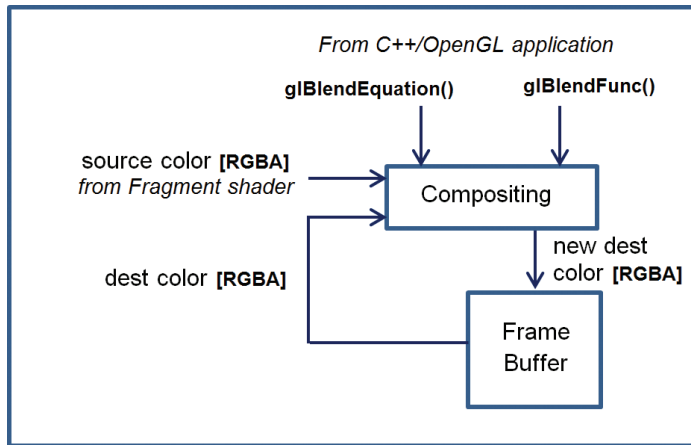 From C++/OpenGL application
glBlendEquation()
glBlendFunc()
source color [RGBA]
from Fragment shader
Compositing
dest color [RGBA]
new dest
color [RGBA]
Frame
Buffer